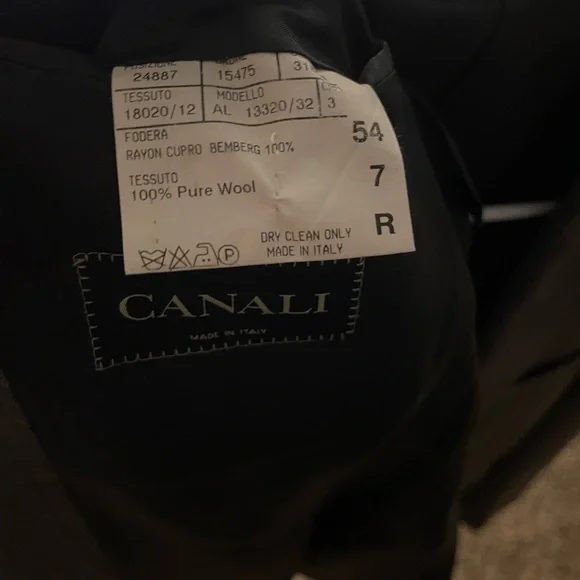 24887 15475
TESSUTO MODELLO
18020/12 AL 13320/32 3
FODERA
RAYON CUPRO BEMBERG 100%
54
TESSUTO
100% Pure Wool
7
R
DRY CLEAN ONLY
MADE IN ITALY
P
CANALI
MADE IN ITALY